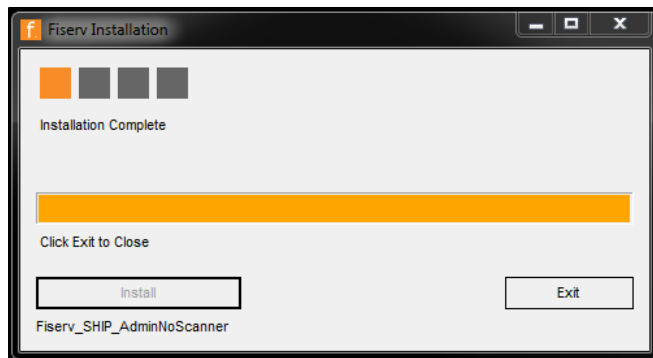 f.
Fiserv Installation
Installation Complete
Click Exit to Close
Install
Exit
Fiserv_SHIP_AdminNoScanner